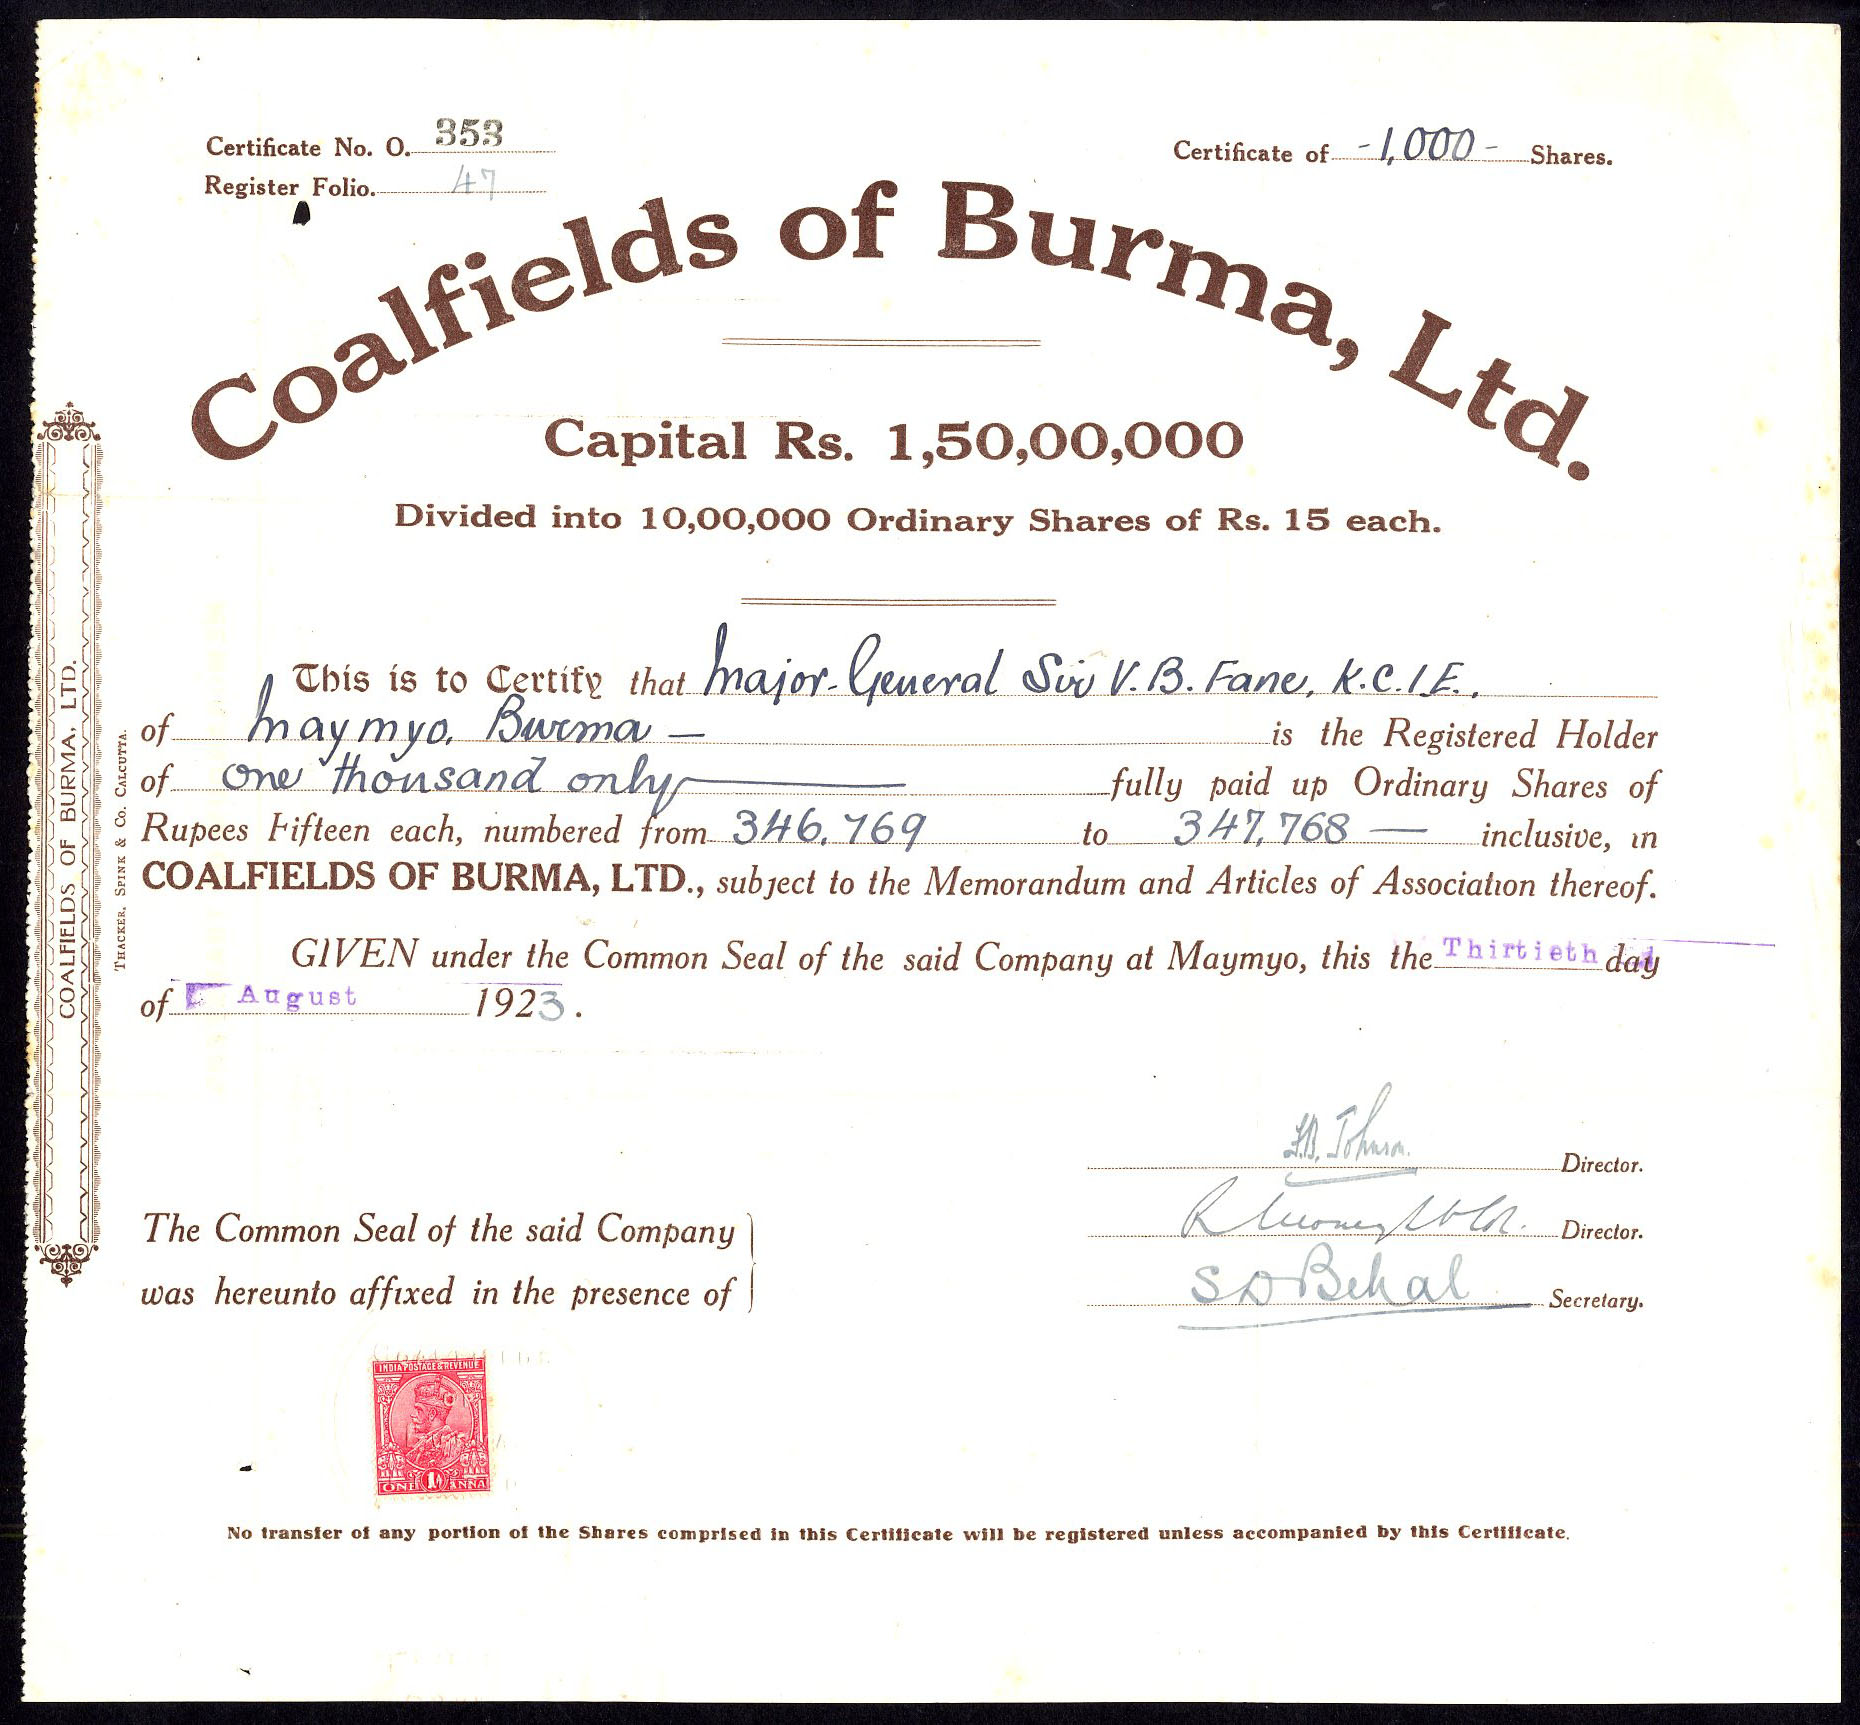 Certificate No. O. 353
Certificate of -1,000- Shares.
Register Folio. 47
Coalfields of Burma, Ltd.
Capital Rs. 1,50,00,000
Divided into 10,00,000 Ordinary Shares of Rs. 15 each.
This is to Certify that Major-General Sir V. B. Fane, K.C.I.E.,
of Maymyo, Burma — is the Registered Holder
of one thousand only — fully paid up Ordinary Shares of
Rupees Fifteen each, numbered from 346,769 to 347,768 — inclusive, in
COALFIELDS OF BURMA, LTD., subject to the Memorandum and Articles of Association thereof.
GIVEN under the Common Seal of the said Company at Maymyo, this the Thirtieth day
of August 1923.
F.B. Johnson. Director.
Director.
The Common Seal of the said Company
was hereunto affixed in the presence of
S D Behal Secretary.
INDIA POSTAGE & REVENUE
ONE 1A ANNA
No transfer of any portion of the Shares comprised in this Certificate will be registered unless accompanied by this Certificate.
COALFIELDS OF BURMA, LTD.
THACKER, SPINK & CO. CALCUTTA.